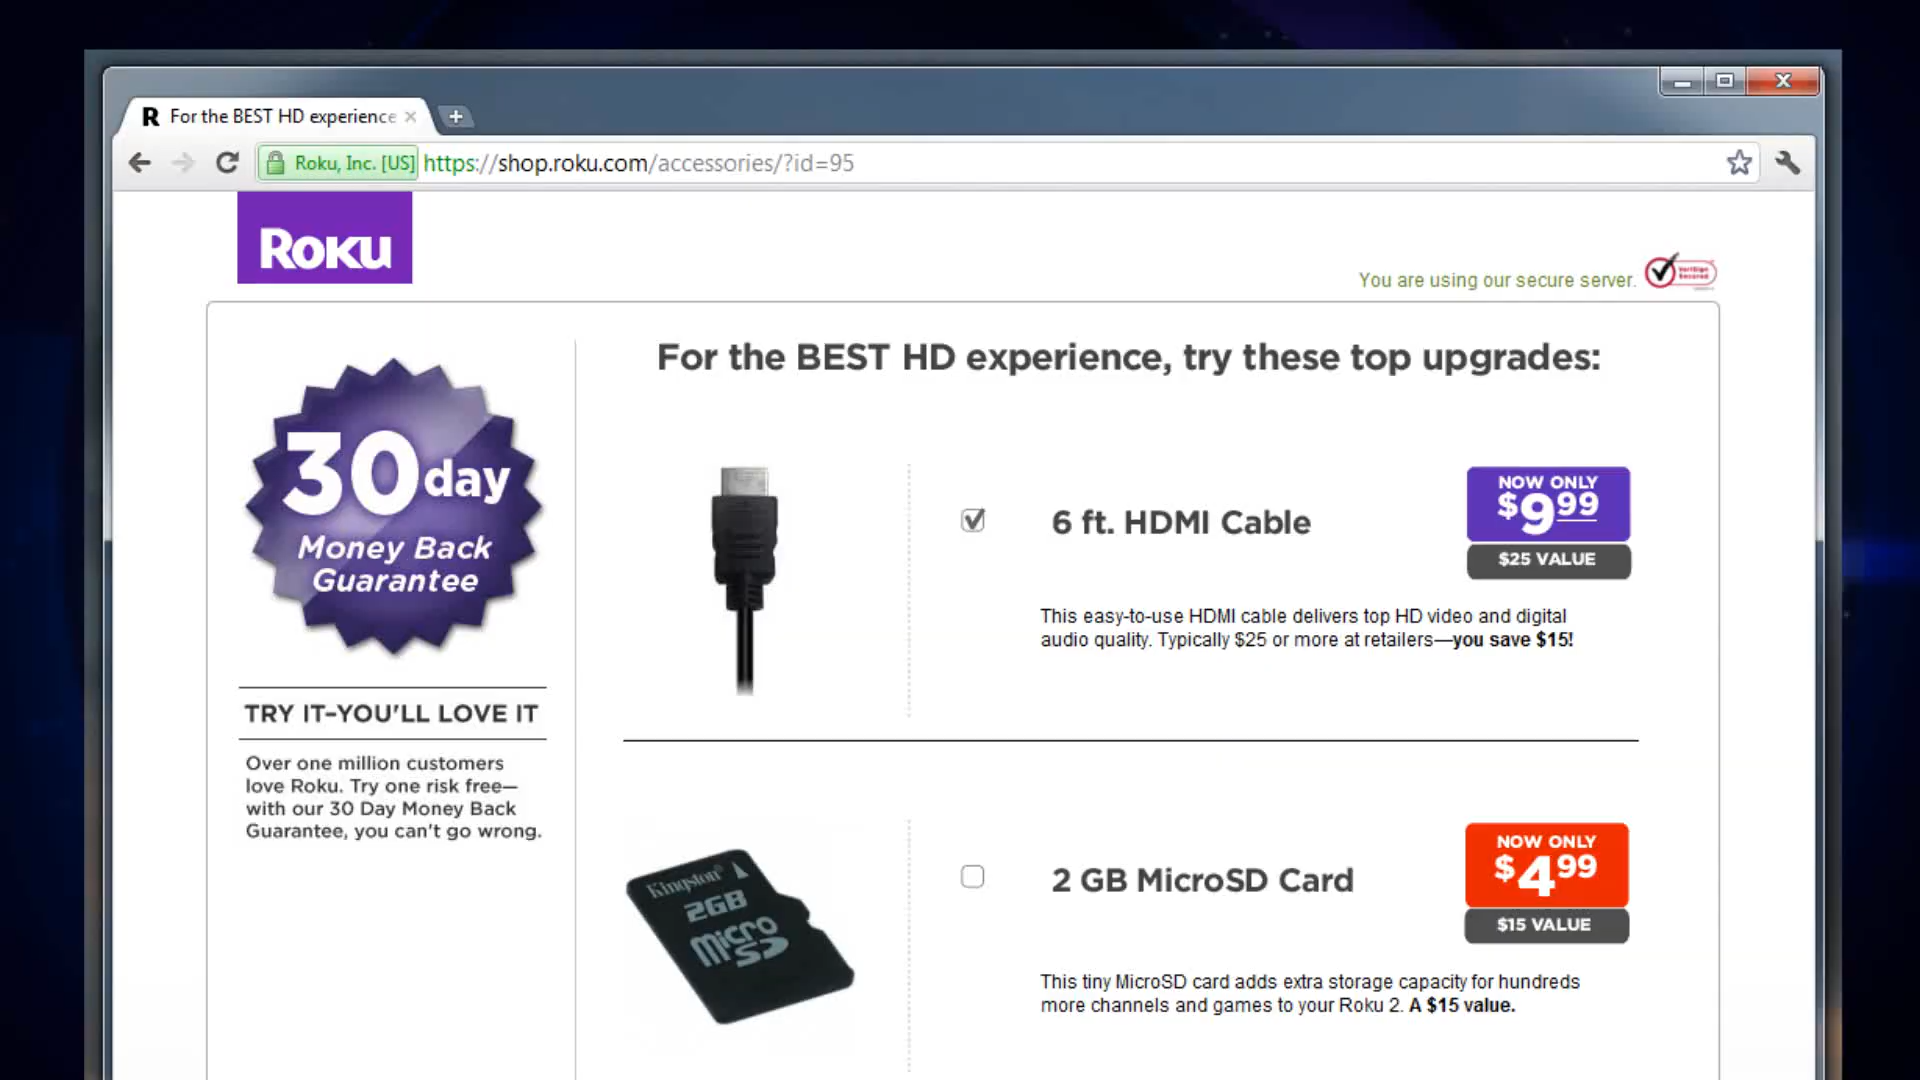 For the BEST HD experience
Roku, Inc. [US] https://shop.roku.com/accessories/?id=95
ROKU
You are using our secure server.
VeriSign
Secured
30 day
Money Back
Guarantee
TRY IT–YOU'LL LOVE IT
Over one million customers
love Roku. Try one risk free—
with our 30 Day Money Back
Guarantee, you can't go wrong.
For the BEST HD experience, try these top upgrades:
6 ft. HDMI Cable
NOW ONLY
$9.99
$25 VALUE
This easy-to-use HDMI cable delivers top HD video and digital
audio quality. Typically $25 or more at retailers—you save $15!
Kingston
2GB
micro
SD
2 GB MicroSD Card
NOW ONLY
$4.99
$15 VALUE
This tiny MicroSD card adds extra storage capacity for hundreds
more channels and games to your Roku 2. A $15 value.